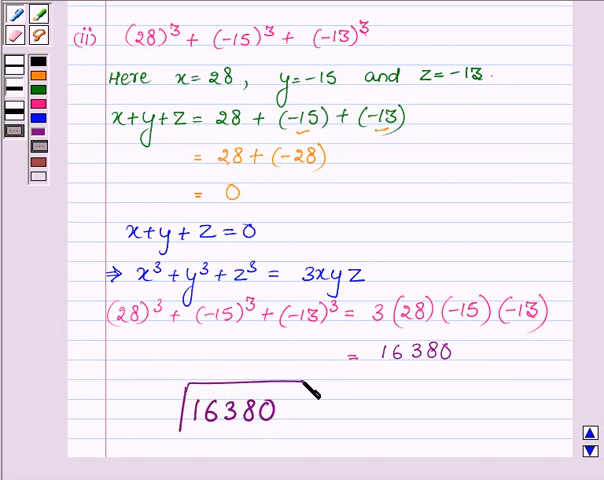 (ii) (28)³ + (-15)³ + (-13)³
Here x = 28, y = -15 and z = -13.
x+y+z = 28 + (-15) + (-13)
= 28 + (-28)
= 0
x+y+z = 0
⇒ x³ + y³ + z³ = 3xyz
(28)³ + (-15)³ + (-13)³ = 3 (28) (-15) (-13)
= 16380
16380